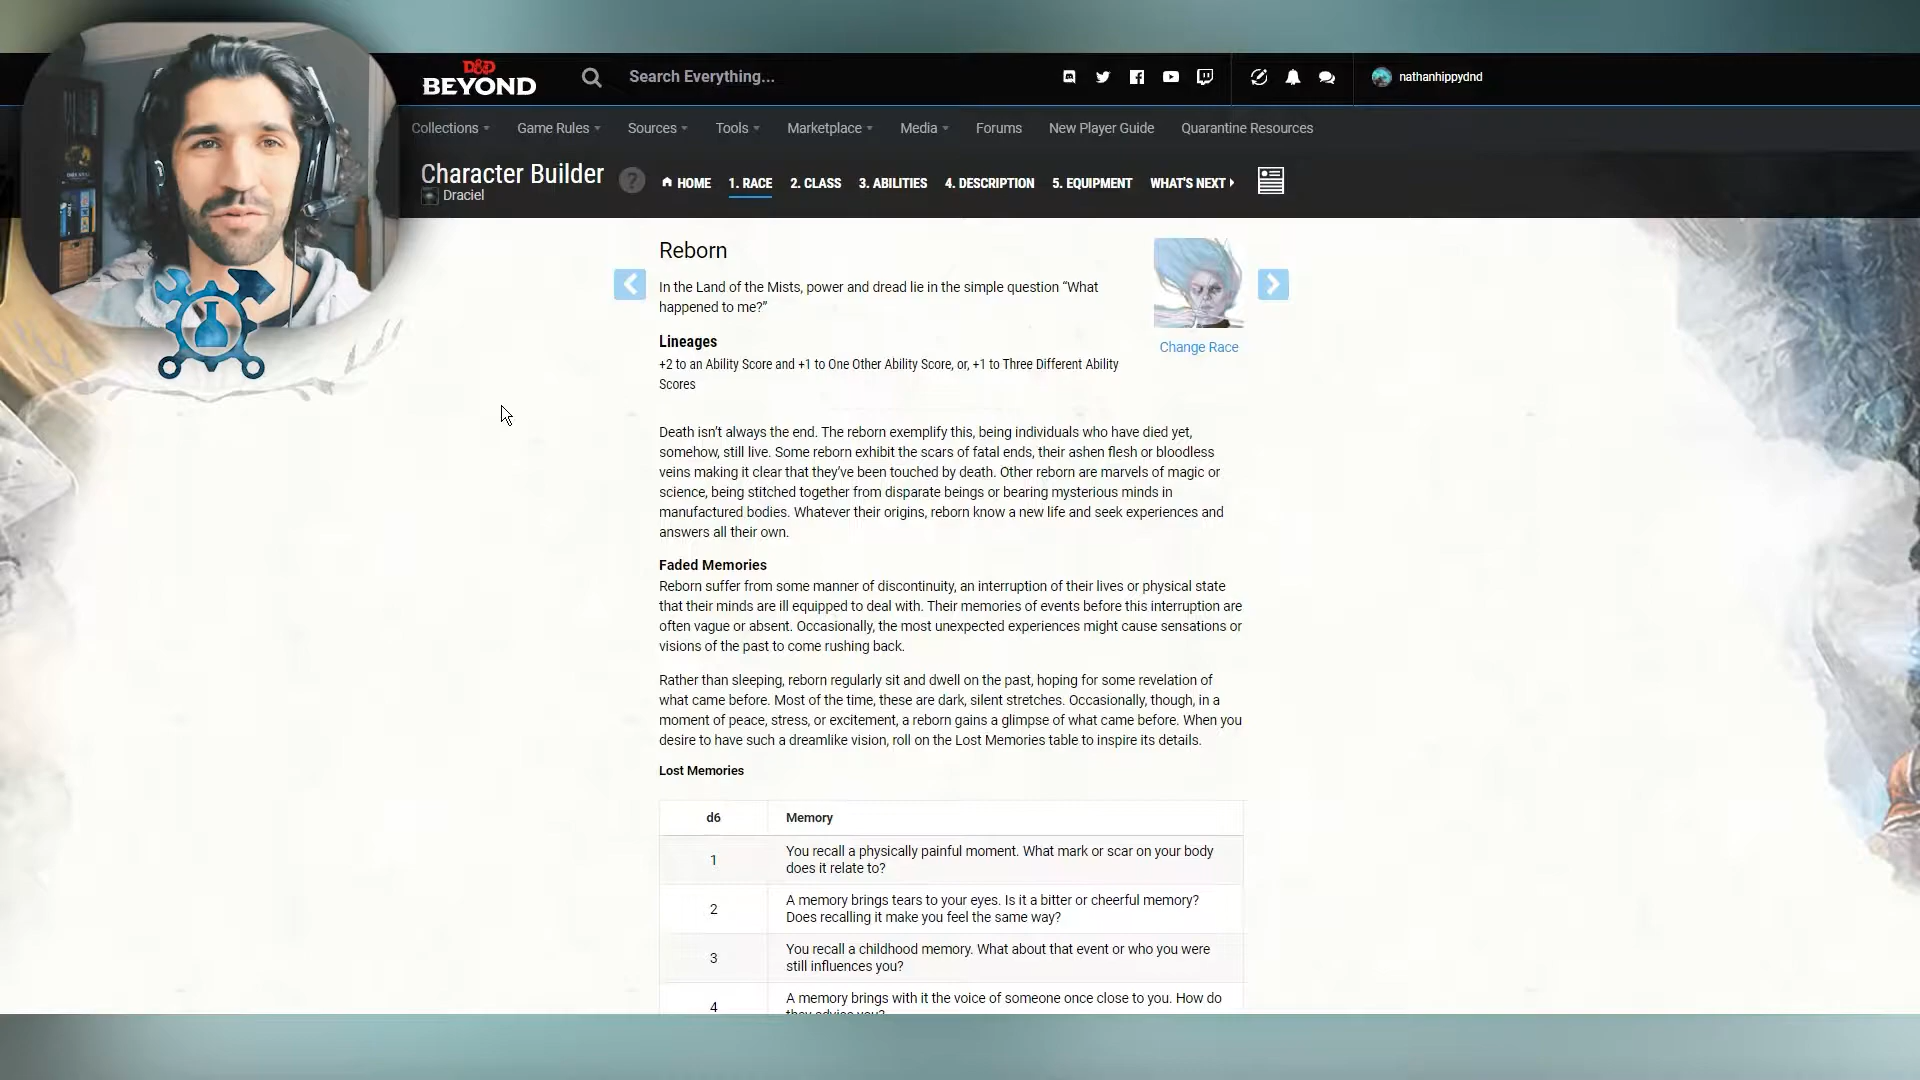 D&D
BEYOND
Search Everything...
nathanhippydnd
Collections
Game Rules
Sources
Tools
Marketplace
Media
Forums
New Player Guide
Quarantine Resources
Character Builder
?
Draciel
HOME
1. RACE
2. CLASS
3. ABILITIES
4. DESCRIPTION
5. EQUIPMENT
WHAT'S NEXT
Reborn
In the Land of the Mists, power and dread lie in the simple question “What
happened to me?”
Change Race
Lineages
+2 to an Ability Score and +1 to One Other Ability Score, or, +1 to Three Different Ability
Scores
Death isn’t always the end. The reborn exemplify this, being individuals who have died yet,
somehow, still live. Some reborn exhibit the scars of fatal ends, their ashen flesh or bloodless
veins making it clear that they’ve been touched by death. Other reborn are marvels of magic or
science, being stitched together from disparate beings or bearing mysterious minds in
manufactured bodies. Whatever their origins, reborn know a new life and seek experiences and
answers all their own.
Faded Memories
Reborn suffer from some manner of discontinuity, an interruption of their lives or physical state
that their minds are ill equipped to deal with. Their memories of events before this interruption are
often vague or absent. Occasionally, the most unexpected experiences might cause sensations or
visions of the past to come rushing back.
Rather than sleeping, reborn regularly sit and dwell on the past, hoping for some revelation of
what came before. Most of the time, these are dark, silent stretches. Occasionally, though, in a
moment of peace, stress, or excitement, a reborn gains a glimpse of what came before. When you
desire to have such a dreamlike vision, roll on the Lost Memories table to inspire its details.
Lost Memories
d6 Memory
1 You recall a physically painful moment. What mark or scar on your body
does it relate to?
2 A memory brings tears to your eyes. Is it a bitter or cheerful memory?
Does recalling it make you feel the same way?
3 You recall a childhood memory. What about that event or who you were
still influences you?
4 A memory brings with it the voice of someone once close to you. How do
they advise you?